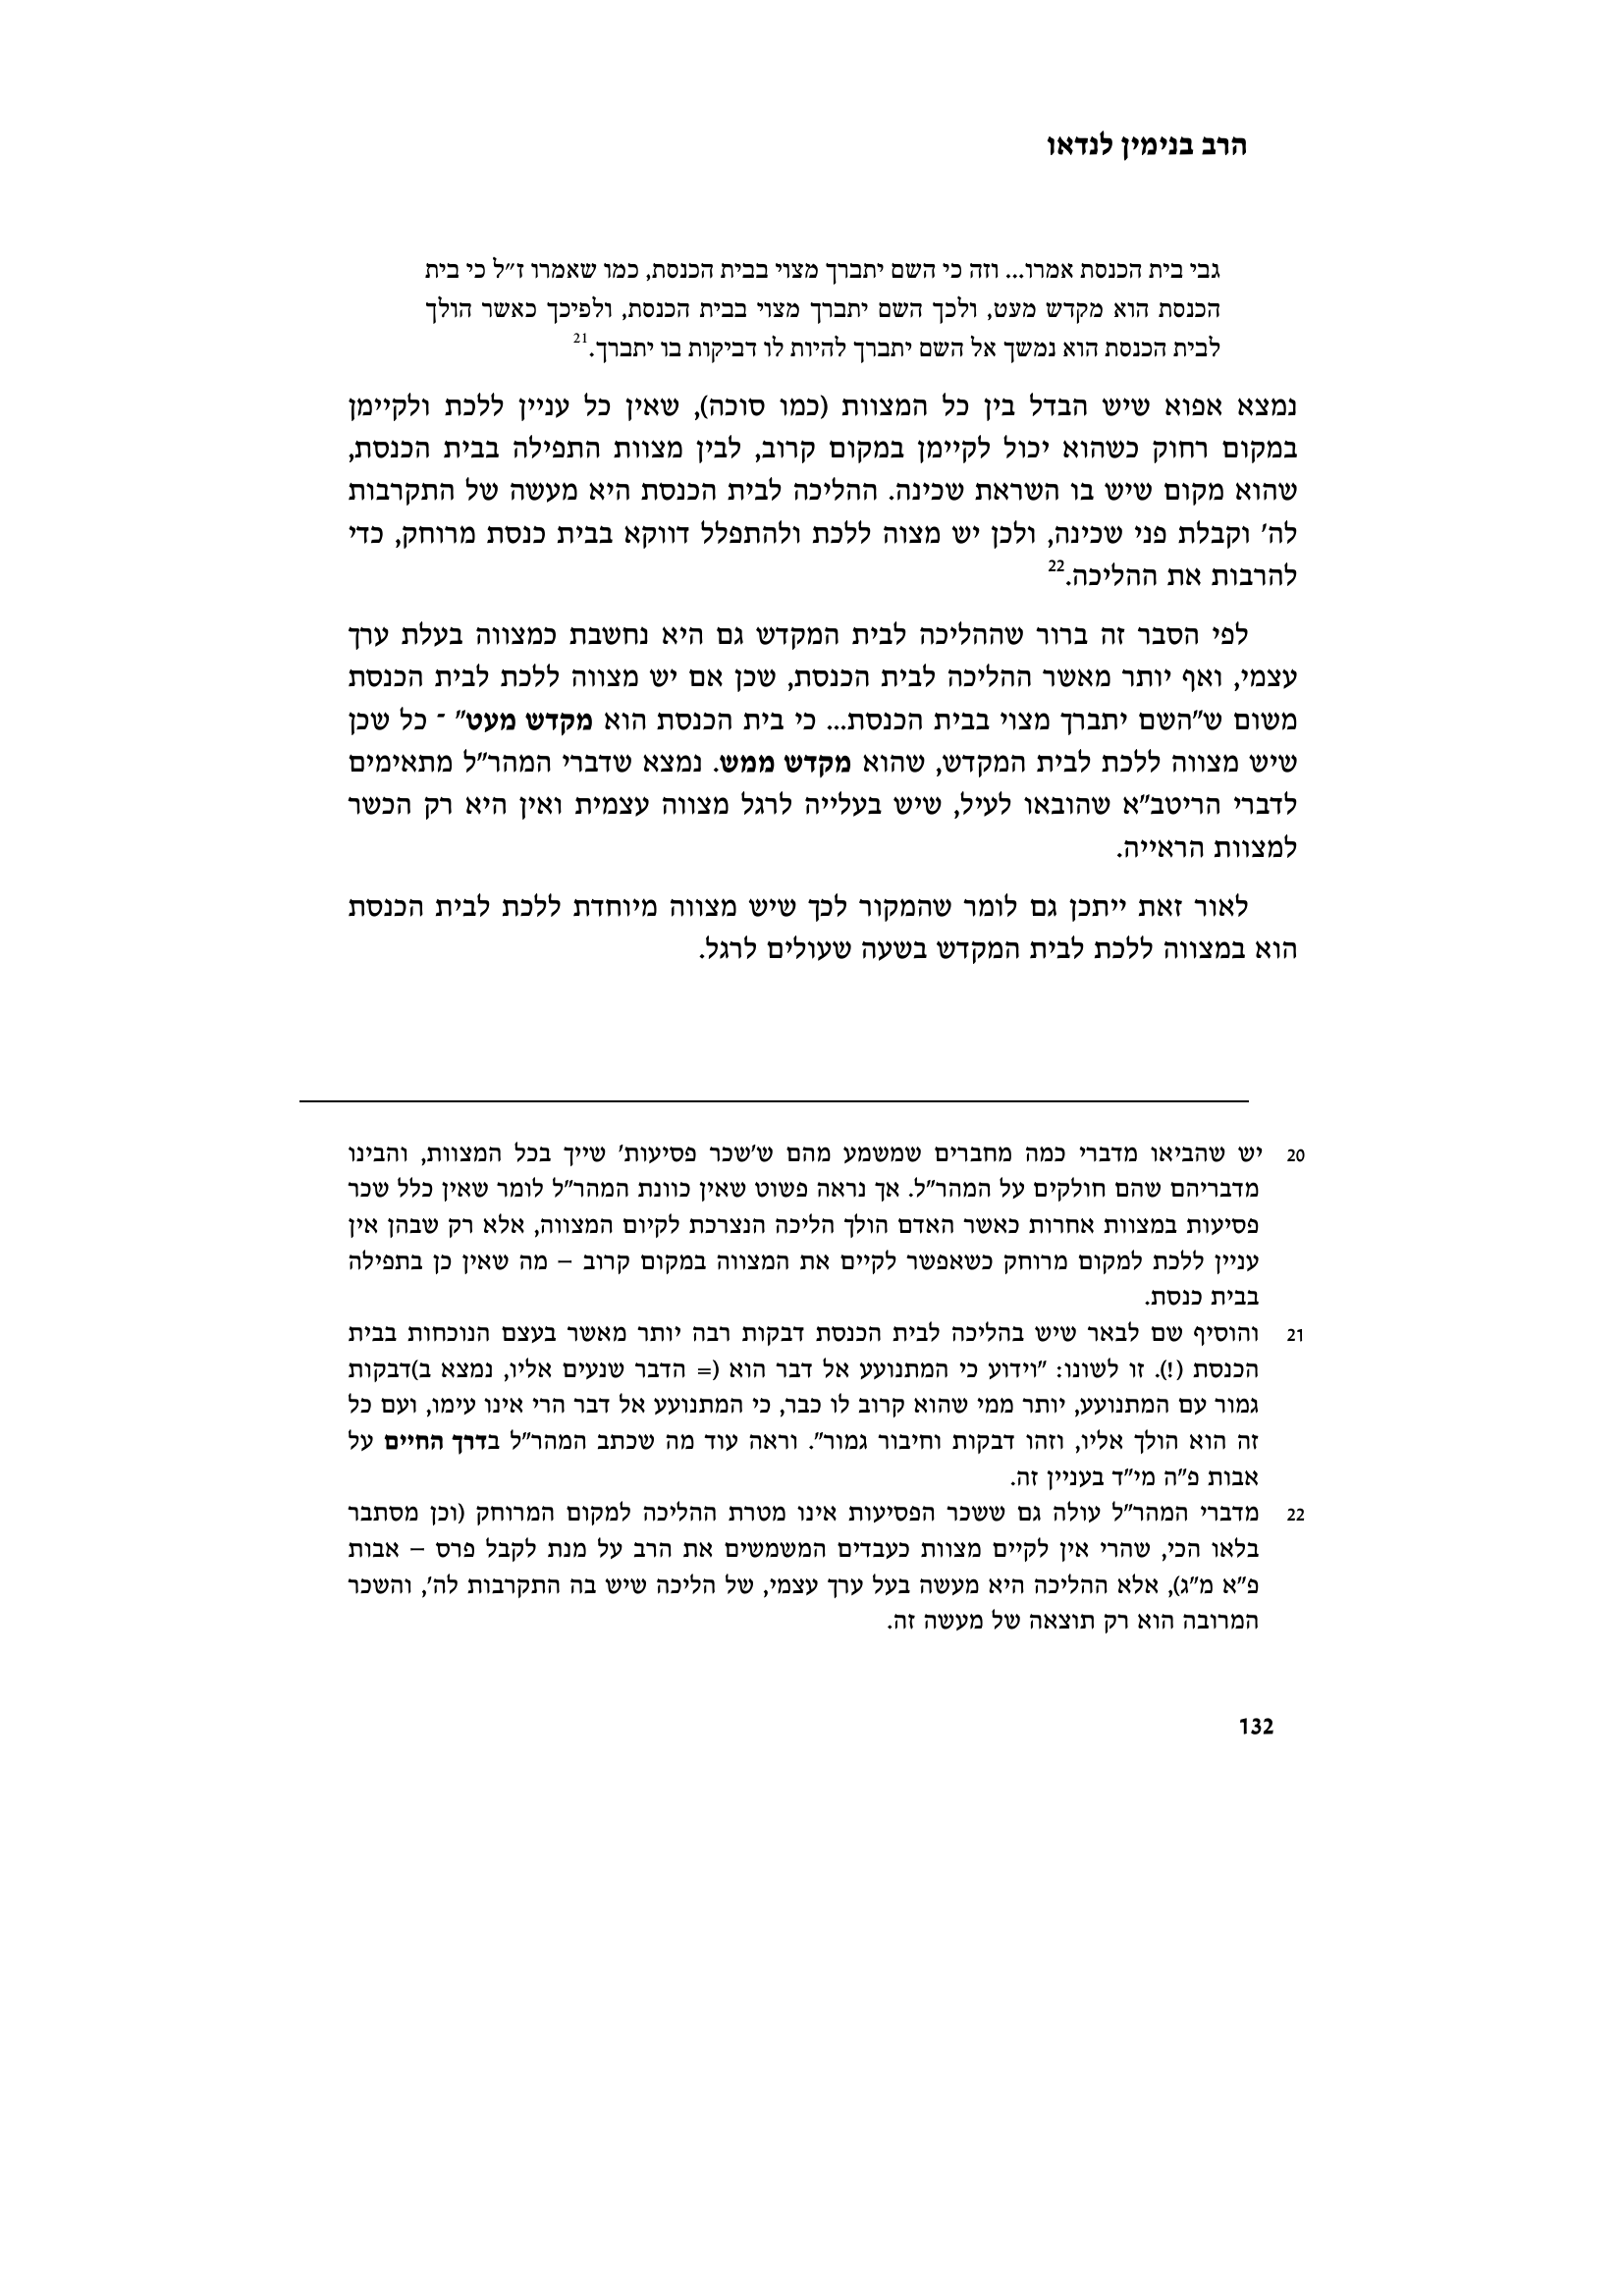 הרב בנימין לנדאו
גבי בית הכנסת אמרו... וזה כי השם יתברך מצוי בבית הכנסת, כמו שאמרו ז״ל כי בית
הכנסת הוא מקדש מעט, ולכך השם יתברך מצוי בבית הכנסת, ולפיכך כאשר הולך
לבית הכנסת הוא נמשך אל השם יתברך להיות לו דביקות בו יתברך.21
נמצא אפוא שיש הבדל בין כל המצוות (כמו סוכה), שאין כל עניין ללכת ולקיימן
במקום רחוק כשהוא יכול לקיימן במקום קרוב, לבין מצוות התפילה בבית הכנסת,
שהוא מקום שיש בו השראת שכינה. ההליכה לבית הכנסת היא מעשה של התקרבות
לה' וקבלת פני שכינה, ולכן יש מצוה ללכת ולהתפלל דווקא בבית כנסת מרוחק, כדי
להרבות את ההליכה.22
לפי הסבר זה ברור שההליכה לבית המקדש גם היא נחשבת כמצווה בעלת ערך
עצמי, ואף יותר מאשר ההליכה לבית הכנסת, שכן אם יש מצווה ללכת לבית הכנסת
משום ש"השם יתברך מצוי בבית הכנסת... כי בית הכנסת הוא מקדש מעט" - כל שכן
שיש מצווה ללכת לבית המקדש, שהוא מקדש ממש. נמצא שדברי המהר"ל מתאימים
לדברי הריטב"א שהובאו לעיל, שיש בעלייה לרגל מצווה עצמית ואין היא רק הכשר
למצוות הראייה.
לאור זאת ייתכן גם לומר שהמקור לכך שיש מצווה מיוחדת ללכת לבית הכנסת
הוא במצווה ללכת לבית המקדש בשעה שעולים לרגל.
20 יש שהביאו מדברי כמה מחברים שמשמע מהם ש'שכר פסיעות' שייך בכל המצוות, והבינו
מדבריהם שהם חולקים על המהר"ל. אך נראה פשוט שאין כוונת המהר"ל לומר שאין כלל שכר
פסיעות במצוות אחרות כאשר האדם הולך הליכה הנצרכת לקיום המצווה, אלא רק שבהן אין
עניין ללכת למקום מרוחק כשאפשר לקיים את המצווה במקום קרוב – מה שאין כן בתפילה
בבית כנסת.
21 והוסיף שם לבאר שיש בהליכה לבית הכנסת דבקות רבה יותר מאשר בעצם הנוכחות בבית
הכנסת (!). זו לשונו: "וידוע כי המתנועע אל דבר הוא (= הדבר שנעים אליו, נמצא ב)דבקות
גמור עם המתנועע, יותר ממי שהוא קרוב לו כבר, כי המתנועע אל דבר הרי אינו עימו, ועם כל
זה הוא הולך אליו, וזהו דבקות וחיבור גמור". וראה עוד מה שכתב המהר"ל בדרך החיים על
אבות פ"ה מי"ד בעניין זה.
22 מדברי המהר"ל עולה גם ששכר הפסיעות אינו מטרת ההליכה למקום המרוחק (וכן מסתבר
בלאו הכי, שהרי אין לקיים מצוות כעבדים המשמשים את הרב על מנת לקבל פרס – אבות
פ"א מ"ג), אלא ההליכה היא מעשה בעל ערך עצמי, של הליכה שיש בה התקרבות לה', והשכר
המרובה הוא רק תוצאה של מעשה זה.
132